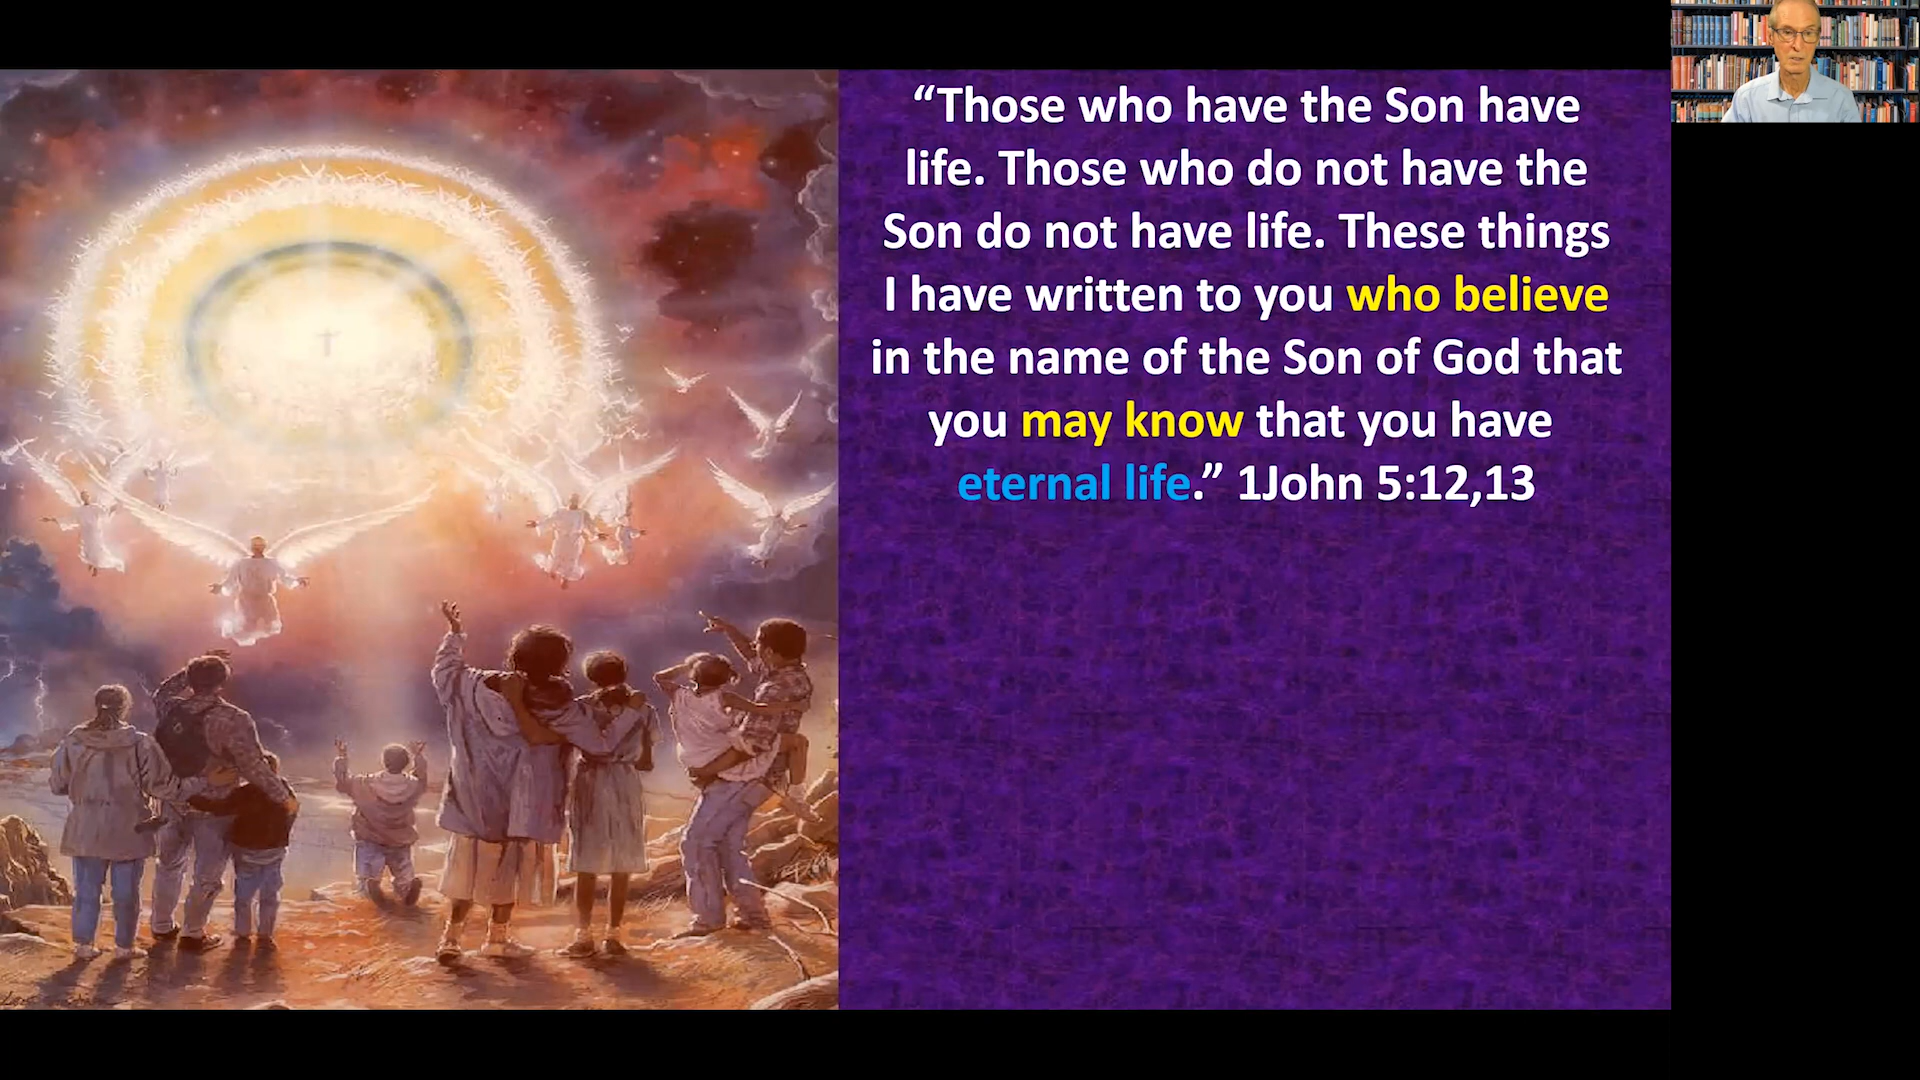 “Those who have the Son have
life. Those who do not have the
Son do not have life. These things
I have written to you who believe
in the name of the Son of God that
you may know that you have
eternal life.” 1John 5:12,13